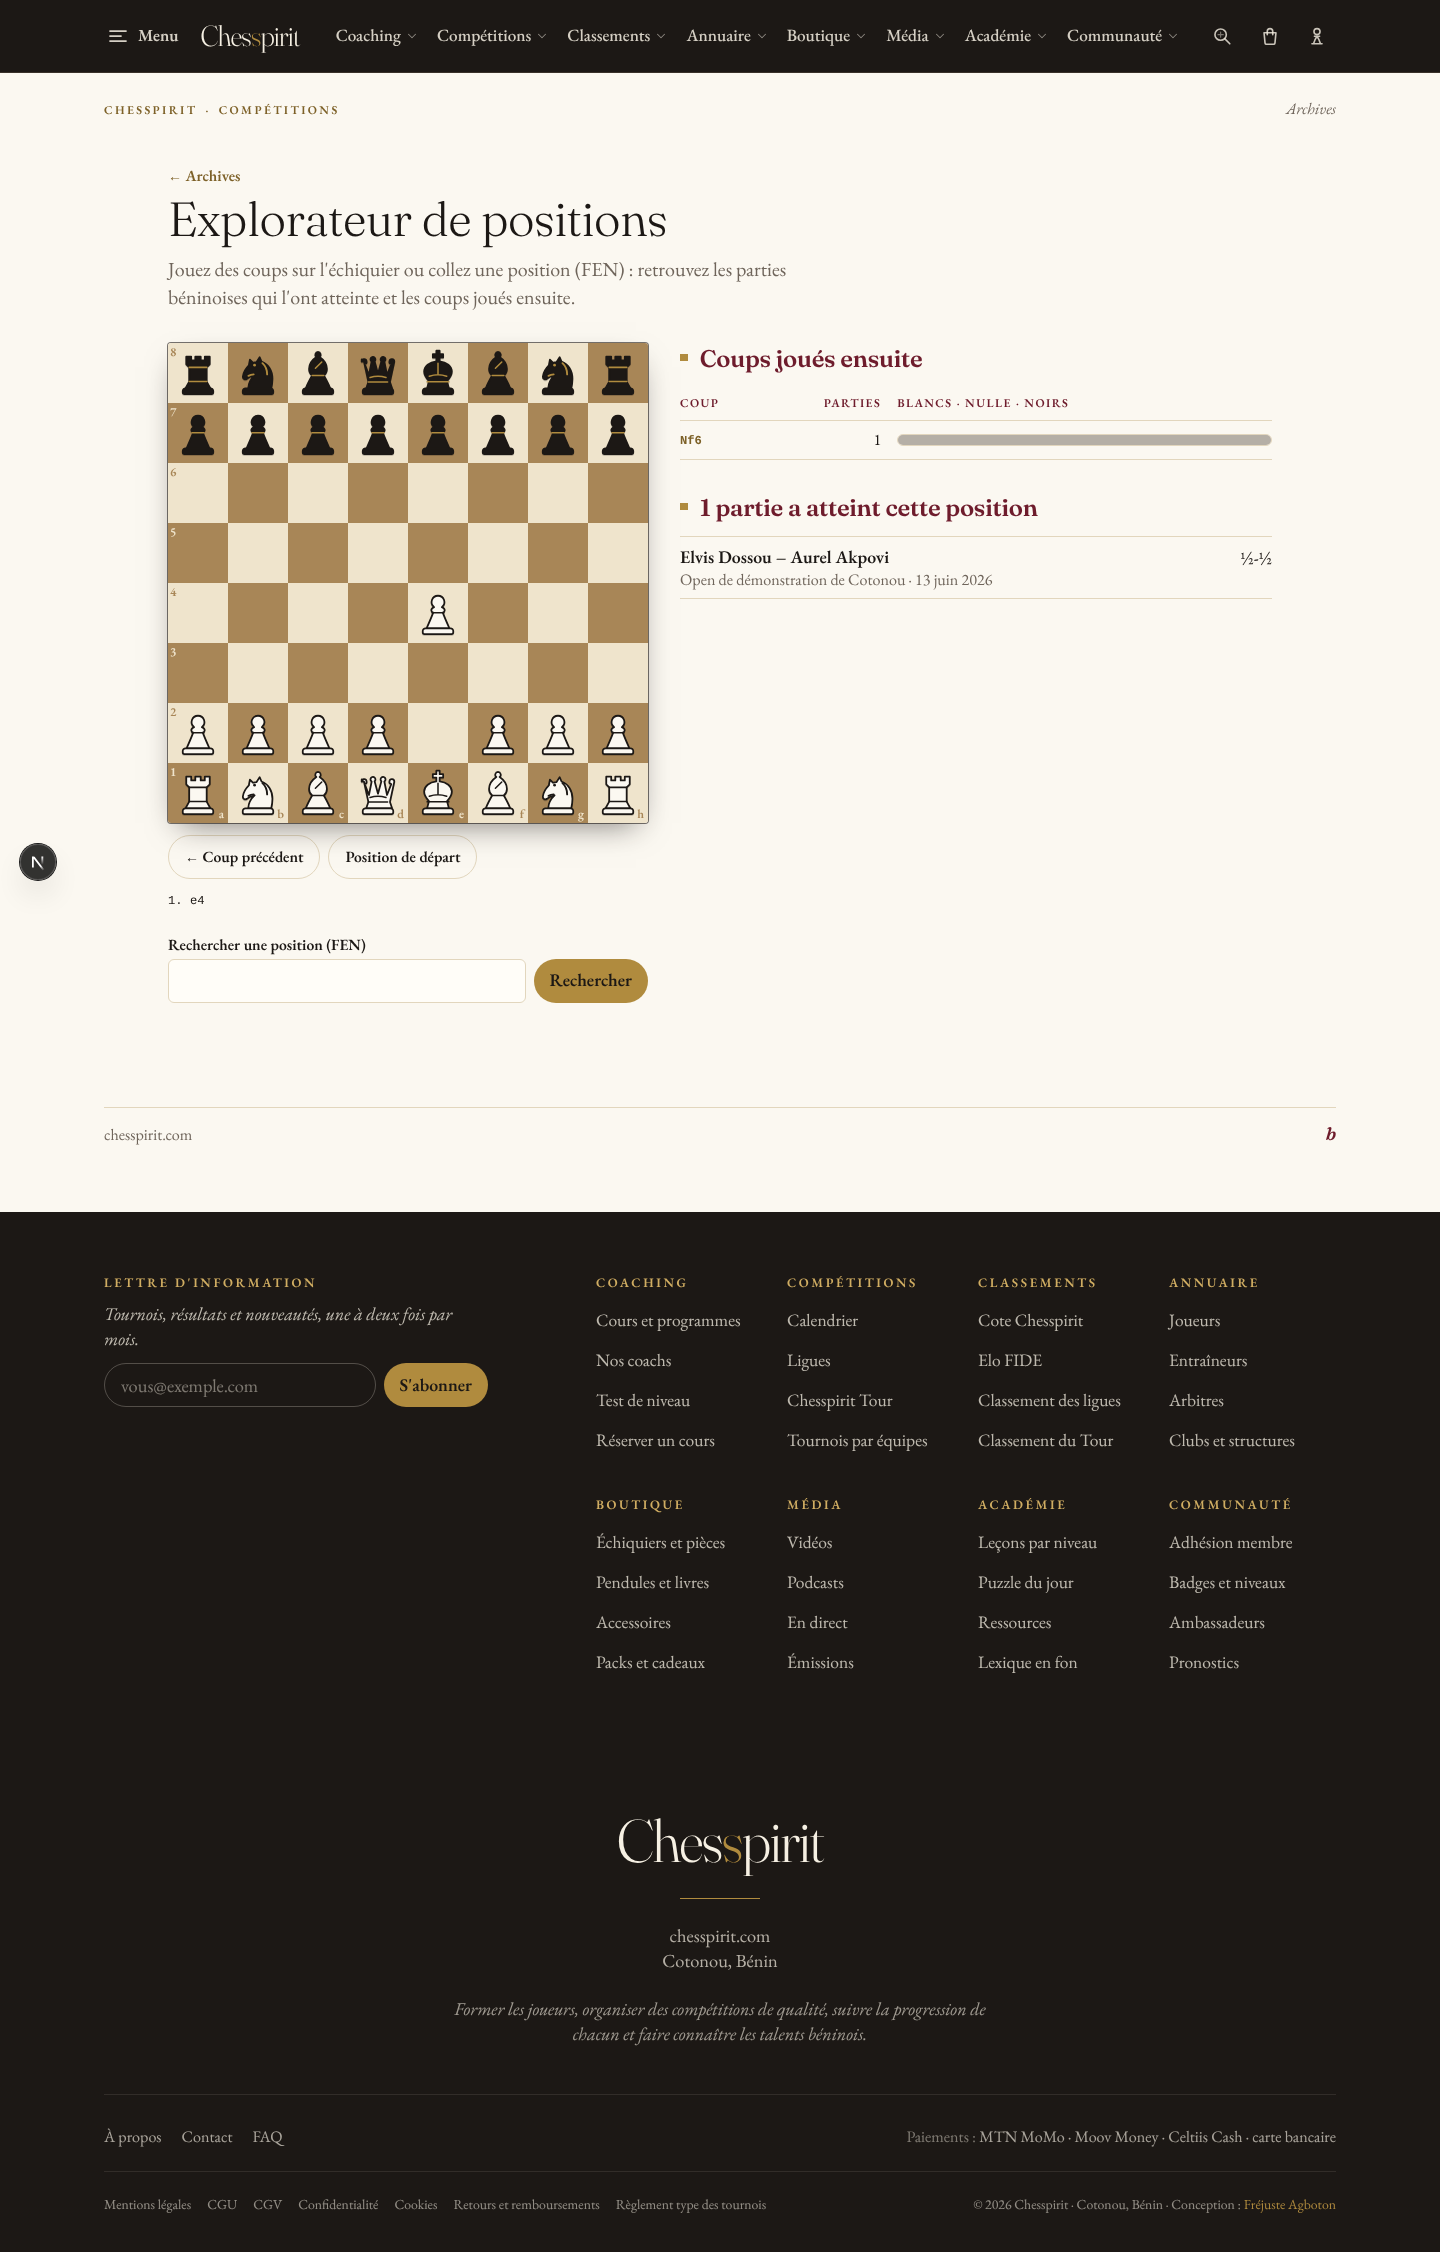 Menu
Chesspirit
Coaching
Compétitions
Classements
Annuaire
Boutique
Média
Académie
Communauté
CHESSPIRIT · COMPÉTITIONS
Archives
← Archives
Explorateur de positions
Jouez des coups sur l'échiquier ou collez une position (FEN) : retrouvez les parties
béninoises qui l'ont atteinte et les coups joués ensuite.
8
7
6
5
4
3
2
1
a b c d e f g h
← Coup précédent
Position de départ
1. e4
Rechercher une position (FEN)
Rechercher
Coups joués ensuite
COUP PARTIES BLANCS · NULLE · NOIRS
Nf6 1
1 partie a atteint cette position
Elvis Dossou – Aurel Akpovi ½-½
Open de démonstration de Cotonou · 13 juin 2026
N
chesspirit.com
b
LETTRE D'INFORMATION
Tournois, résultats et nouveautés, une à deux fois par
mois.
vous@exemple.com
S'abonner
COACHING
Cours et programmes
Nos coachs
Test de niveau
Réserver un cours
COMPÉTITIONS
Calendrier
Ligues
Chesspirit Tour
Tournois par équipes
CLASSEMENTS
Cote Chesspirit
Elo FIDE
Classement des ligues
Classement du Tour
ANNUAIRE
Joueurs
Entraîneurs
Arbitres
Clubs et structures
BOUTIQUE
Échiquiers et pièces
Pendules et livres
Accessoires
Packs et cadeaux
MÉDIA
Vidéos
Podcasts
En direct
Émissions
ACADÉMIE
Leçons par niveau
Puzzle du jour
Ressources
Lexique en fon
COMMUNAUTÉ
Adhésion membre
Badges et niveaux
Ambassadeurs
Pronostics
Chesspirit
chesspirit.com
Cotonou, Bénin
Former les joueurs, organiser des compétitions de qualité, suivre la progression de
chacun et faire connaître les talents béninois.
À propos Contact FAQ
Paiements : MTN MoMo · Moov Money · Celtiis Cash · carte bancaire
Mentions légales CGU CGV Confidentialité Cookies Retours et remboursements Règlement type des tournois
© 2026 Chesspirit · Cotonou, Bénin · Conception : Fréjuste Agboton